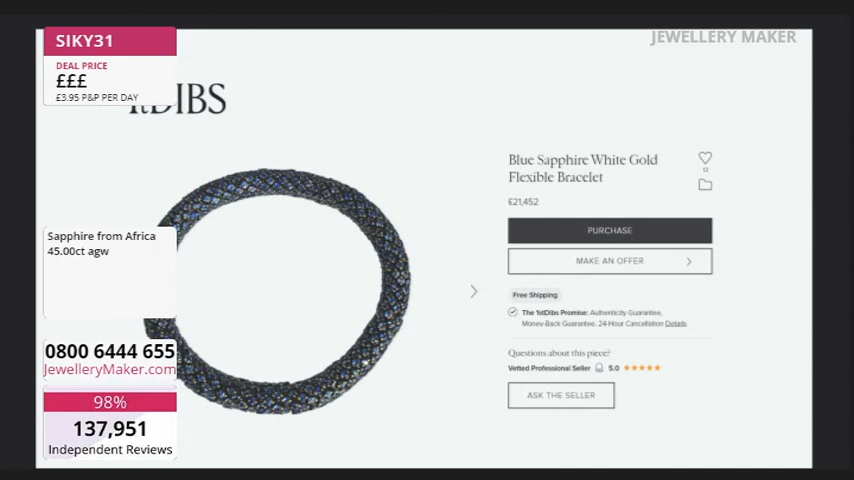 SIKY31
DEAL PRICE
£££
£3.95 P&P PER DAY
JEWELLERY MAKER
1stDIBS
Blue Sapphire White Gold
Flexible Bracelet
£21,452
PURCHASE
MAKE AN OFFER
Free Shipping
The 1stDibs Promise: Authenticity Guarantee,
Money-Back Guarantee, 24-Hour Cancellation Details
Questions about this piece?
Vetted Professional Seller 5.0
ASK THE SELLER
Sapphire from Africa
45.00ct agw
0800 6444 655
JewelleryMaker.com
98%
137,951
Independent Reviews